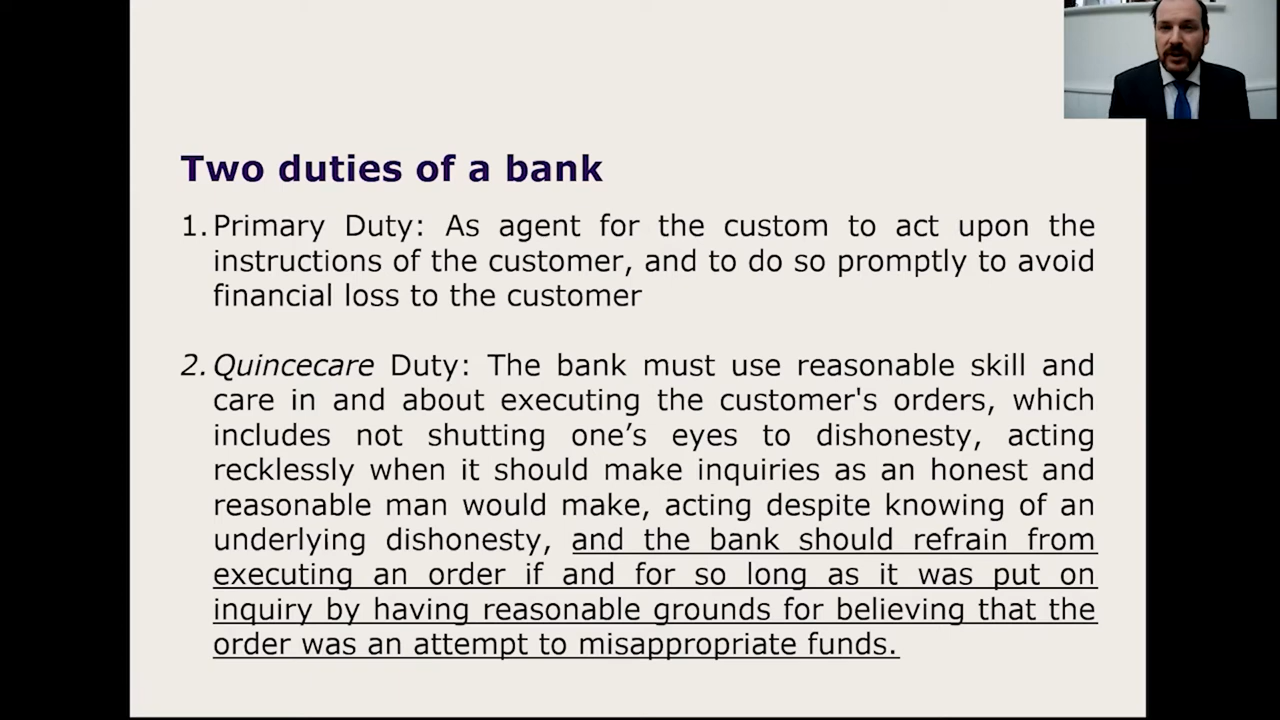 Two duties of a bank
1. Primary Duty: As agent for the custom to act upon the
instructions of the customer, and to do so promptly to avoid
financial loss to the customer
2. Quincecare Duty: The bank must use reasonable skill and
care in and about executing the customer's orders, which
includes not shutting one’s eyes to dishonesty, acting
recklessly when it should make inquiries as an honest and
reasonable man would make, acting despite knowing of an
underlying dishonesty, and the bank should refrain from
executing an order if and for so long as it was put on
inquiry by having reasonable grounds for believing that the
order was an attempt to misappropriate funds.